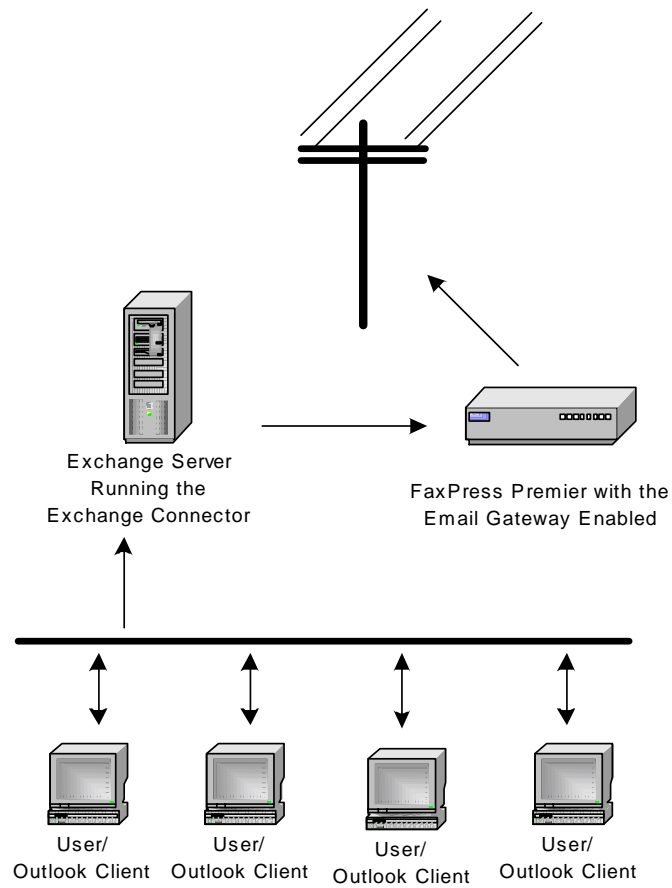 Exchange Server
Running the
Exchange Connector
FaxPress Premier with the
Email Gateway Enabled
User/
Outlook Client
User/
Outlook Client
User/
Outlook Client
User/
Outlook Client